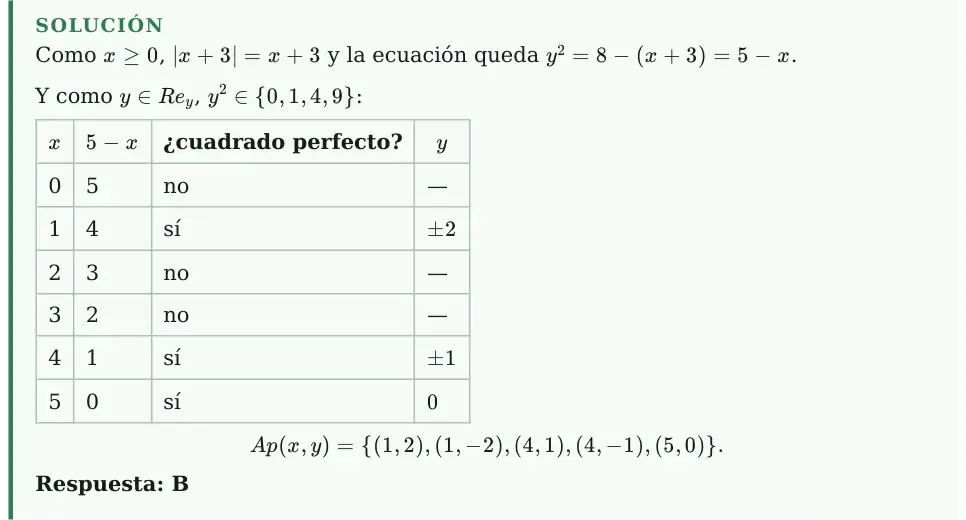 SOLUCIÓN
Como x ≥ 0, |x + 3| = x + 3 y la ecuación queda y² = 8 − (x + 3) = 5 − x.
Y como y ∈ Re_y, y² ∈ {0, 1, 4, 9}:
x 5 − x ¿cuadrado perfecto? y
0 5 no —
1 4 sí ±2
2 3 no —
3 2 no —
4 1 sí ±1
5 0 sí 0
Ap(x, y) = {(1, 2), (1, −2), (4, 1), (4, −1), (5, 0)}.
Respuesta: B